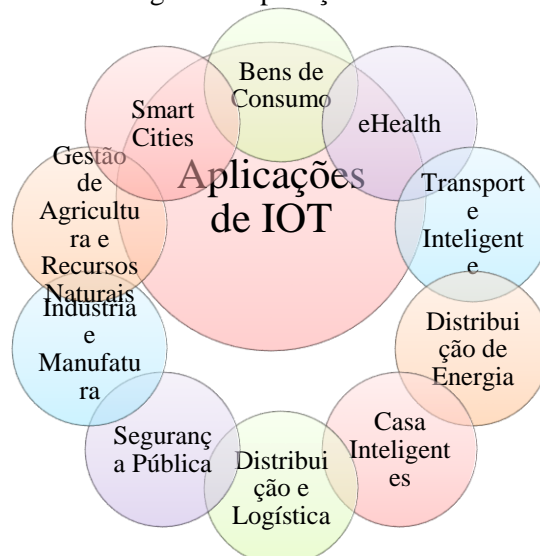 Bens de
Consumo
eHealth
Transport
e
Inteligent
e
Distribui
ção de
Energia
Casa
Inteligent
es
Distribui
ção e
Logística
Seguranç
a Pública
Indústria
e
Manufatu
ra
Gestão
de
Agricultu
ra e
Recursos
Naturais
Smart
Cities
Aplicações
de IOT